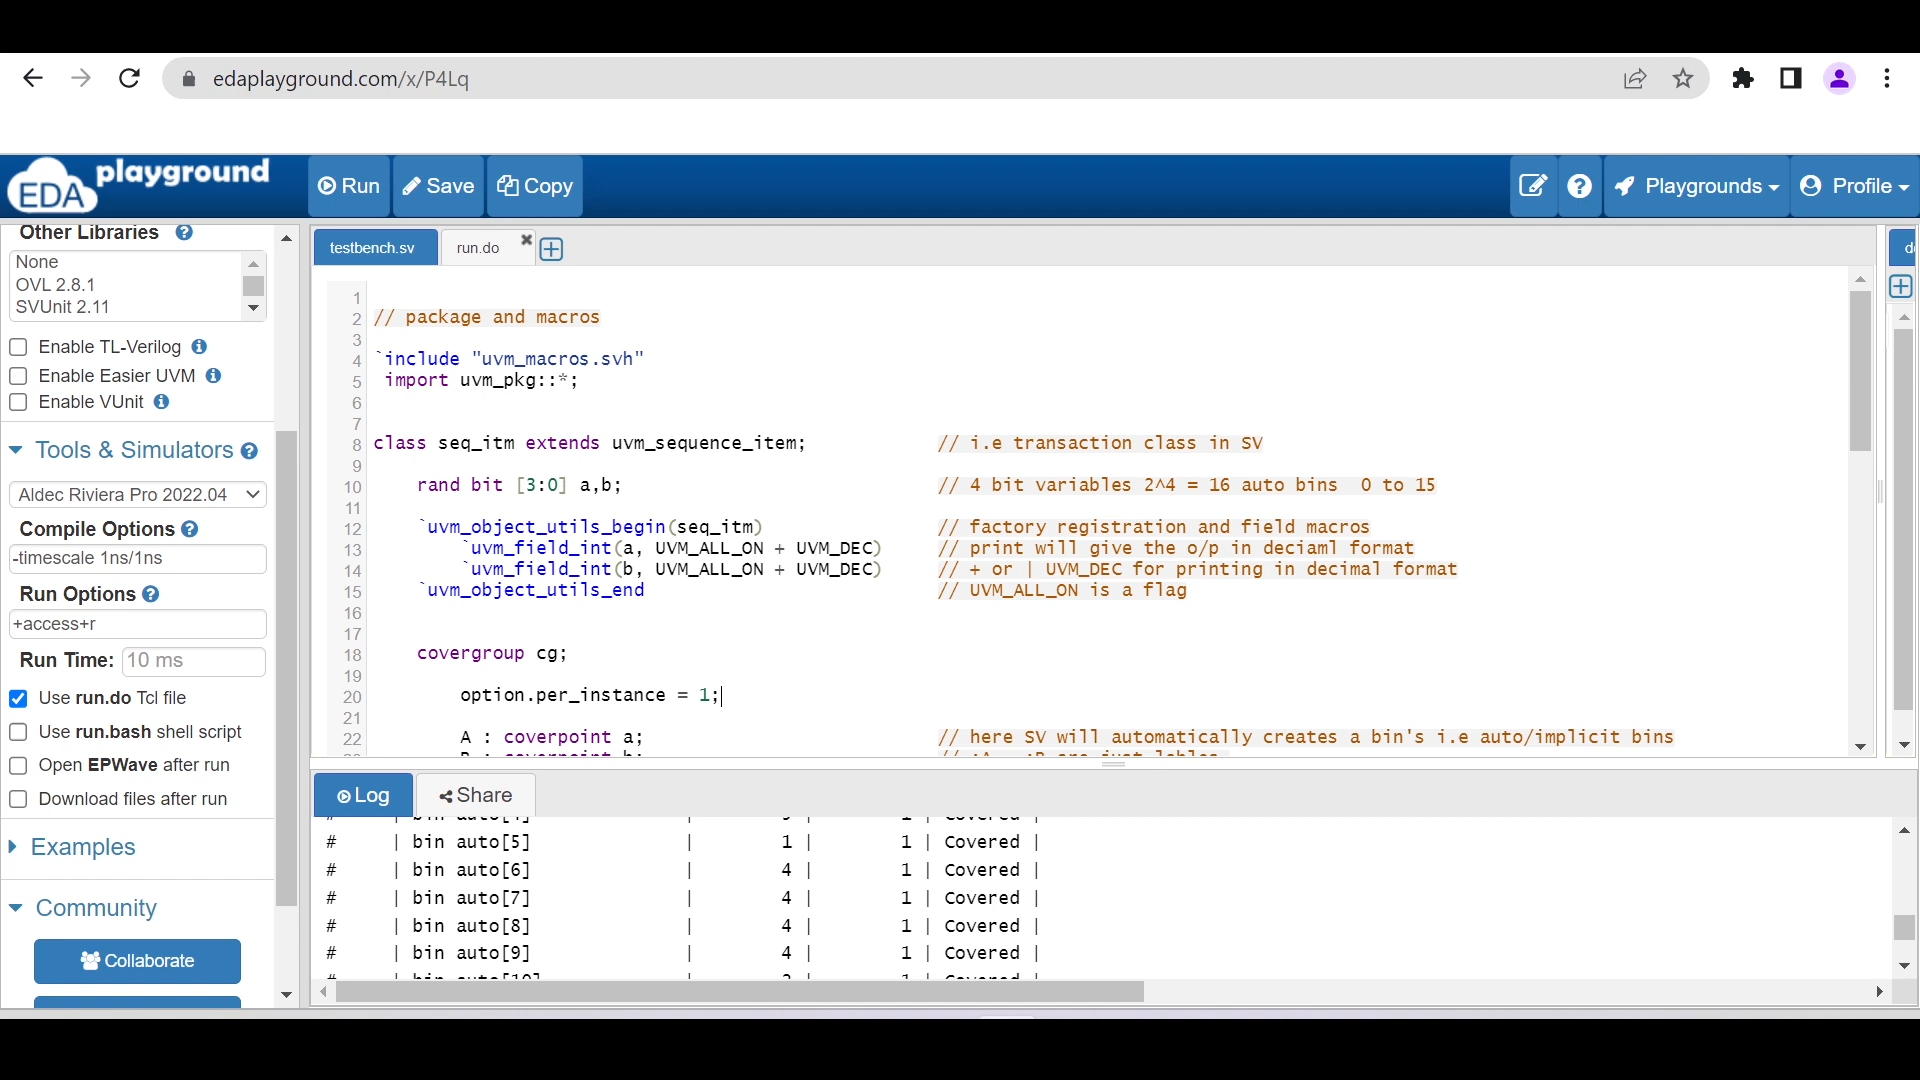 edaplayground.com/x/P4Lq
EDA playground
Run
Save
Copy
Playgrounds
Profile
Other Libraries
None
OVL 2.8.1
SVUnit 2.11
Enable TL-Verilog
Enable Easier UVM
Enable VUnit
Tools & Simulators
Aldec Riviera Pro 2022.04
Compile Options
-timescale 1ns/1ns
Run Options
+access+r
Run Time: 10 ms
Use run.do Tcl file
Use run.bash shell script
Open EPWave after run
Download files after run
Examples
Community
Collaborate
testbench.sv
run.do
1
2 // package and macros
3
4 `include "uvm_macros.svh"
5 import uvm_pkg::*;
6
7
8 class seq_itm extends uvm_sequence_item; // i.e transaction class in SV
9
10 rand bit [3:0] a,b; // 4 bit variables 2^4 = 16 auto bins 0 to 15
11
12 `uvm_object_utils_begin(seq_itm) // factory registration and field macros
13 `uvm_field_int(a, UVM_ALL_ON + UVM_DEC) // print will give the o/p in deciaml format
14 `uvm_field_int(b, UVM_ALL_ON + UVM_DEC) // + or | UVM_DEC for printing in decimal format
15 `uvm_object_utils_end // UVM_ALL_ON is a flag
16
17
18 covergroup cg;
19
20 option.per_instance = 1;
21
22 A : coverpoint a; // here SV will automatically creates a bin's i.e auto/implicit bins
Log
Share
# | bin auto[5] | 1 | 1 | Covered |
# | bin auto[6] | 4 | 1 | Covered |
# | bin auto[7] | 4 | 1 | Covered |
# | bin auto[8] | 4 | 1 | Covered |
# | bin auto[9] | 4 | 1 | Covered |